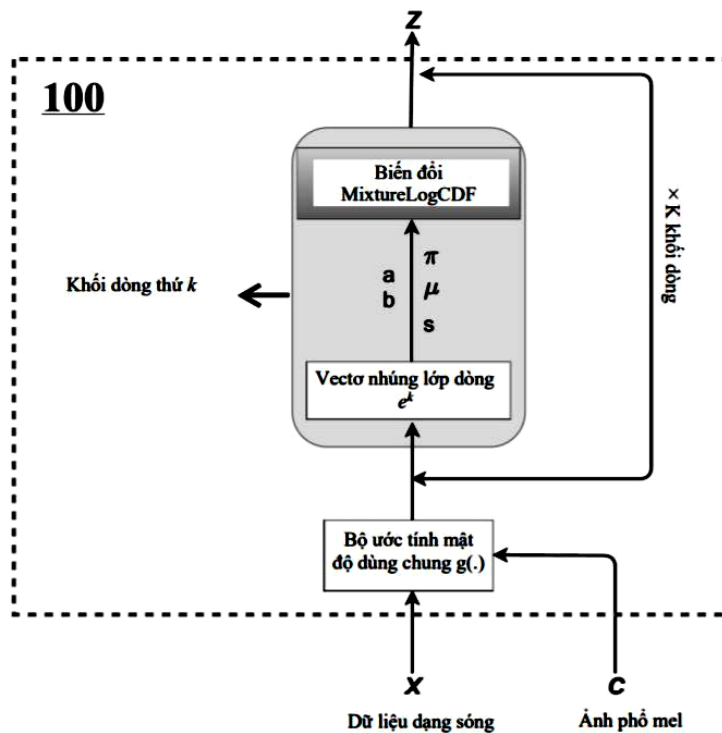 Z
100
Biến đổi
MixtureLogCDF
× K khối dòng
Khối dòng thứ k
a
b
π
μ
s
Vectơ nhúng lớp dòng
eᵏ
Bộ ước tính mật
độ dùng chung g(.)
X
C
Dữ liệu dạng sóng
Ảnh phổ mel